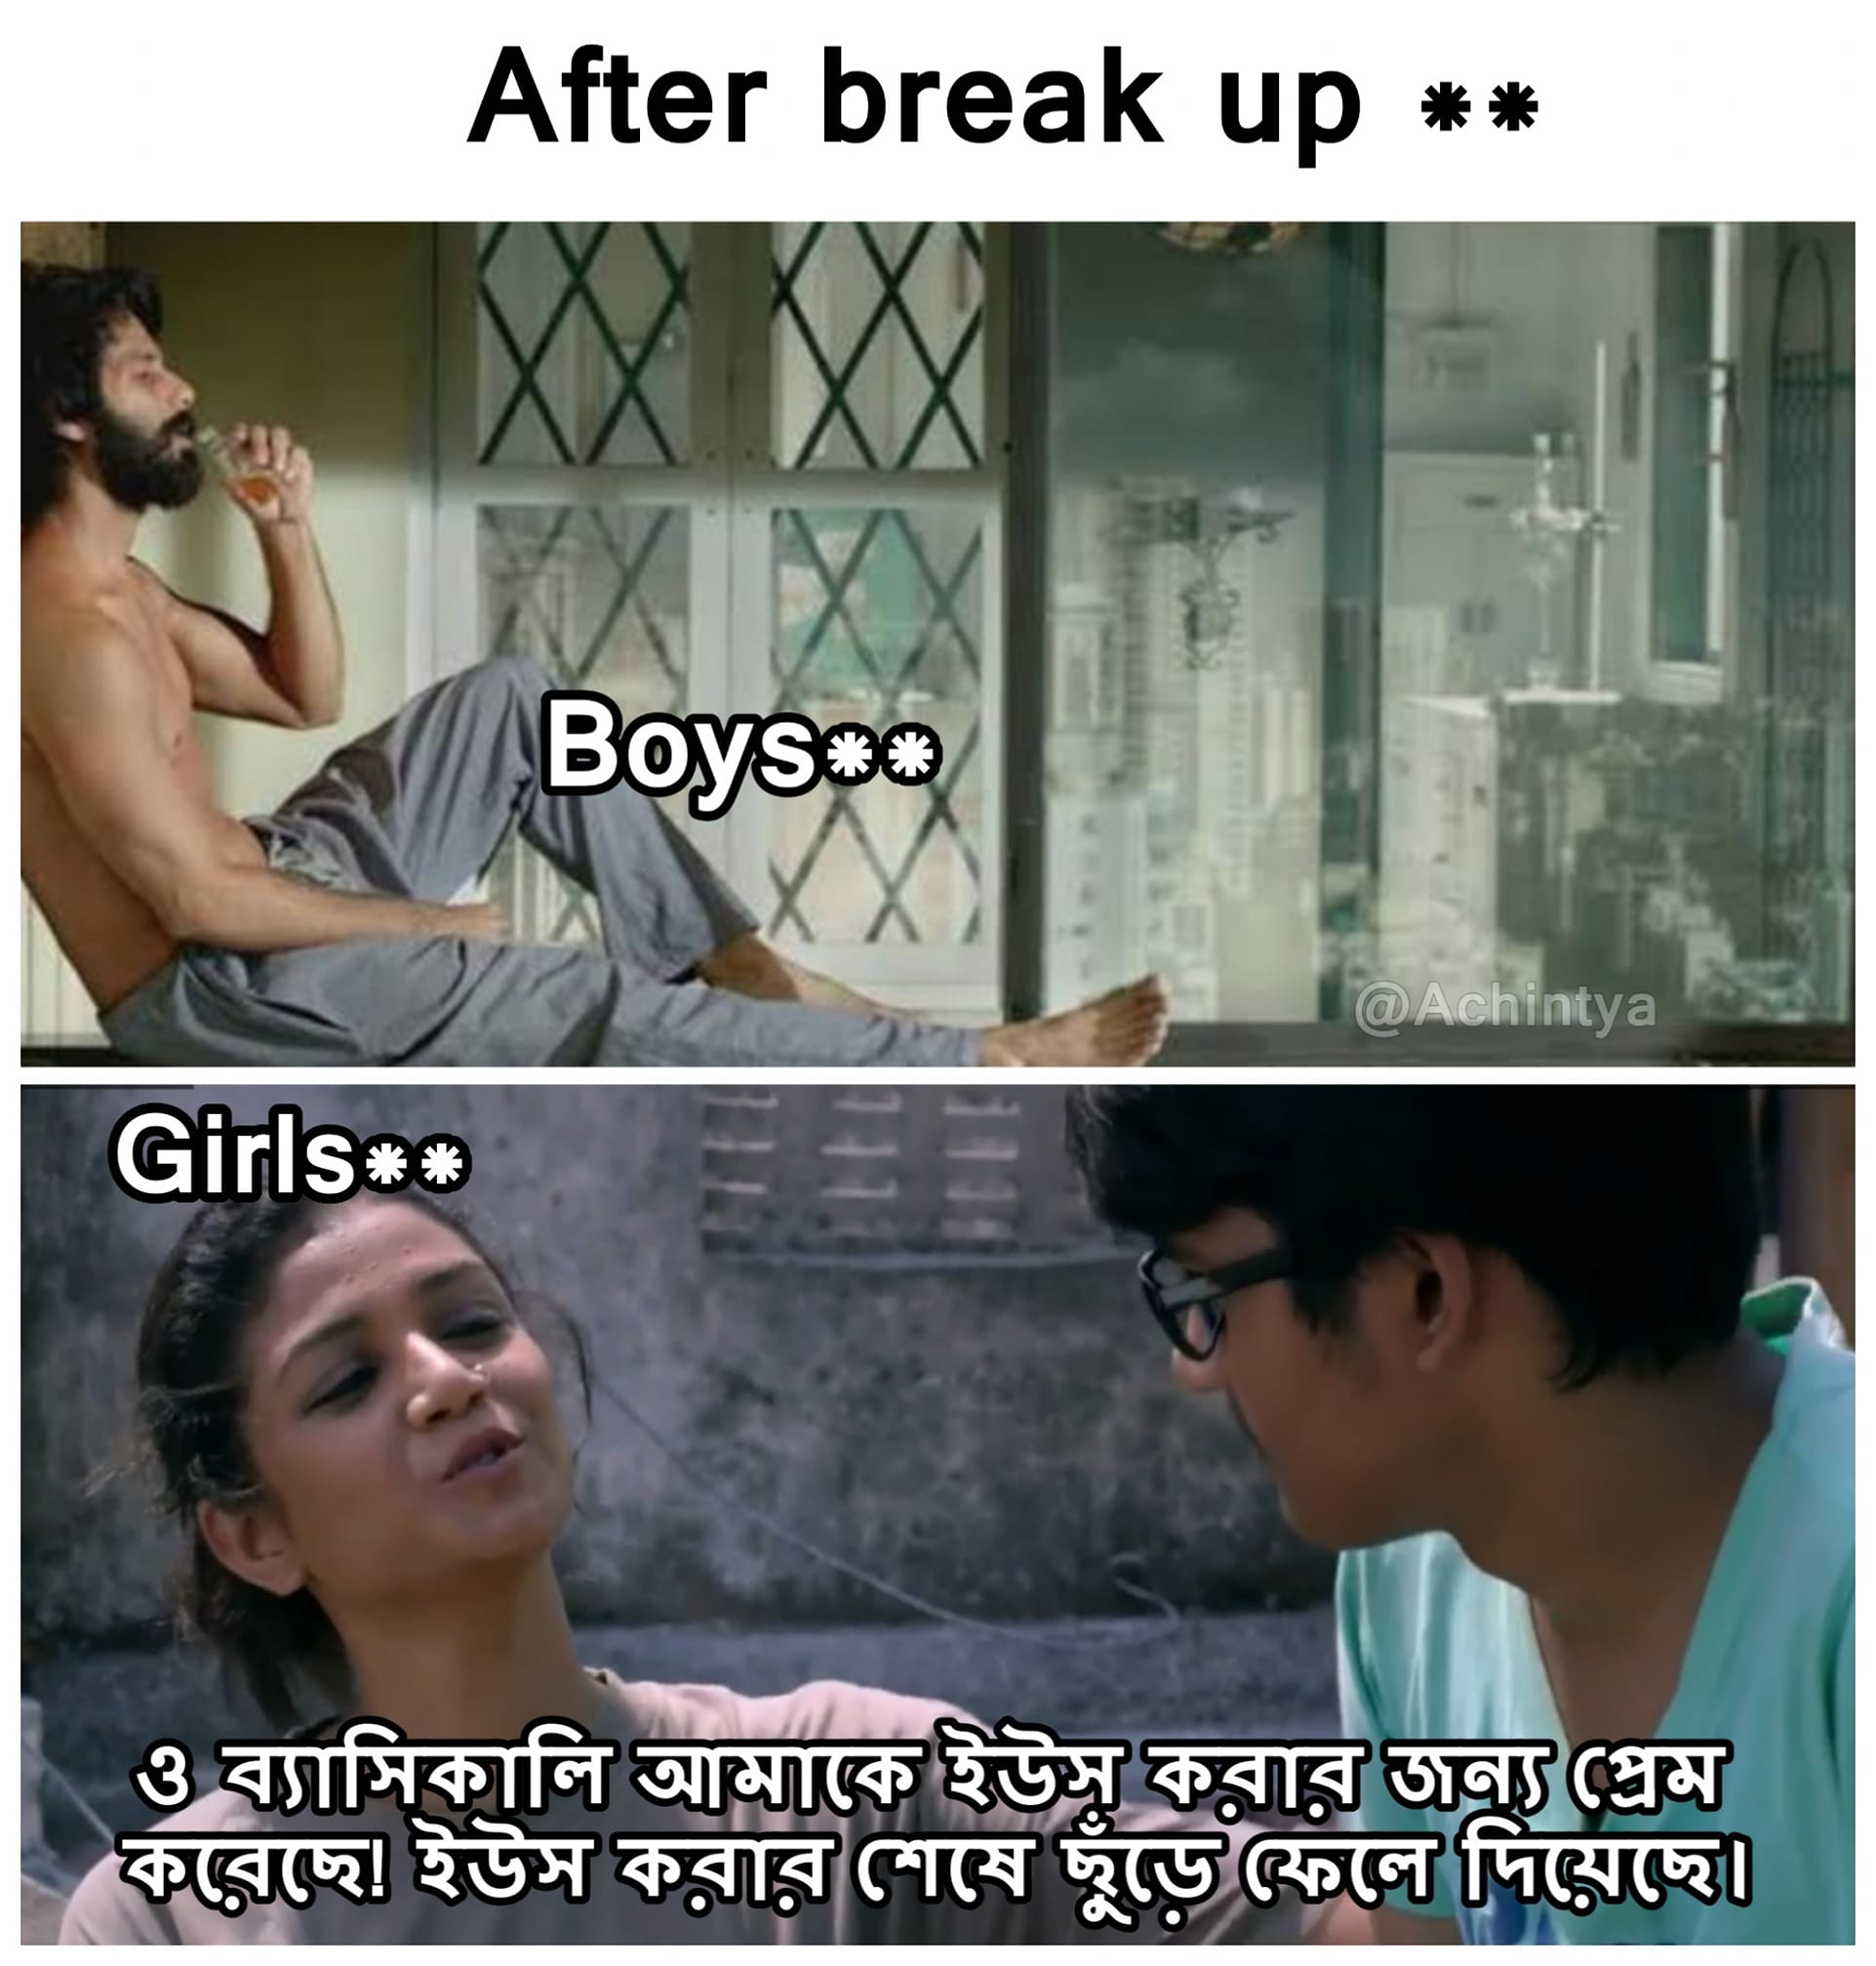 After break up **
Boys**
@Achintya
Girls**
ও ব্যাসিকালি আমাকে ইউস করার জন্য প্রেম
করেছে! ইউস করার শেষে ছুঁড়ে ফেলে দিয়েছে।